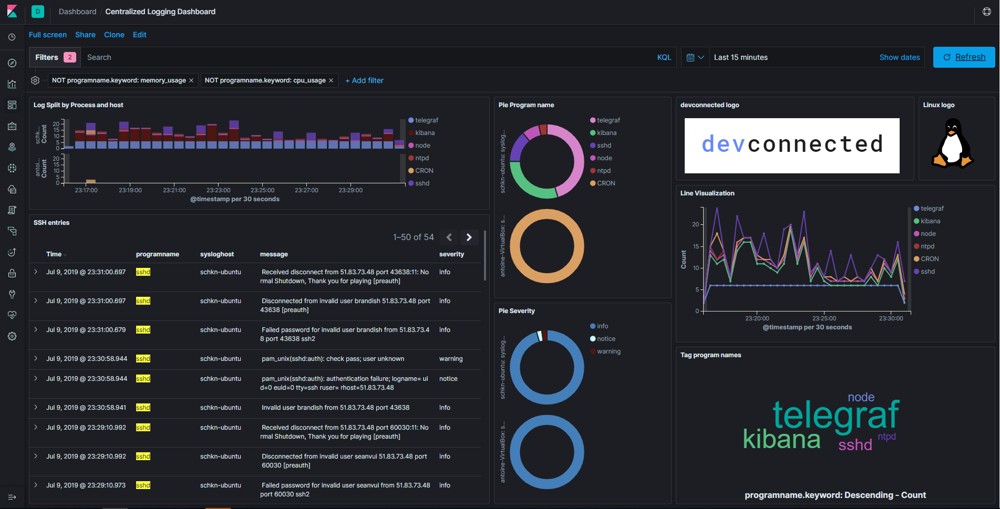 D Dashboard / Centralized Logging Dashboard
Full screen Share Clone Edit
Filters 2 Search KQL Last 15 minutes Show dates Refresh
NOT programname.keyword: memory_usage × NOT programname.keyword: cpu_usage × + Add filter
Log Split by Process and host
schk...
Count
20
15
10
5
0
antoi...
Count
20
15
10
5
0
23:17:00 23:19:00 23:21:00 23:23:00 23:25:00 23:27:00 23:29:00
@timestamp per 30 seconds
telegraf
kibana
node
ntpd
CRON
sshd
SSH entries
1–50 of 54
Time programname sysloghost message severity
Jul 9, 2019 @ 23:31:00.697 sshd schkn-ubuntu Received disconnect from 51.83.73.48 port 43638:11: No info
rmal Shutdown, Thank you for playing [preauth]
Jul 9, 2019 @ 23:31:00.697 sshd schkn-ubuntu Disconnected from invalid user brandish 51.83.73.48 port info
43638 [preauth]
Jul 9, 2019 @ 23:31:00.679 sshd schkn-ubuntu Failed password for invalid user brandish from 51.83.73.4 info
8 port 43638 ssh2
Jul 9, 2019 @ 23:30:58.944 sshd schkn-ubuntu pam_unix(sshd:auth): check pass; user unknown warning
Jul 9, 2019 @ 23:30:58.944 sshd schkn-ubuntu pam_unix(sshd:auth): authentication failure; logname= ui notice
d=0 euid=0 tty=ssh ruser= rhost=51.83.73.48
Jul 9, 2019 @ 23:30:58.941 sshd schkn-ubuntu Invalid user brandish from 51.83.73.48 port 43638 info
Jul 9, 2019 @ 23:29:10.992 sshd schkn-ubuntu Received disconnect from 51.83.73.48 port 60030:11: No info
rmal Shutdown, Thank you for playing [preauth]
Jul 9, 2019 @ 23:29:10.992 sshd schkn-ubuntu Disconnected from invalid user seanvui 51.83.73.48 port info
60030 [preauth]
Jul 9, 2019 @ 23:29:10.973 sshd schkn-ubuntu Failed password for invalid user seanvui from 51.83.73.48 info
port 60030 ssh2
Pie Program name
schkn-ubuntu: syslog...
antoine-VirtualBox: s...
telegraf
kibana
sshd
node
ntpd
CRON
Pie Severity
schkn-ubuntu: syslog...
antoine-VirtualBox: s...
info
notice
warning
devconnected logo
devconnected
Linux logo
Line Visualization
Count
20
15
10
5
0
23:20:00 23:25:00 23:30:00
@timestamp per 30 seconds
telegraf
kibana
node
ntpd
CRON
sshd
Tag program names
node
telegraf
kibana
sshd
ntpd
programname.keyword: Descending - Count